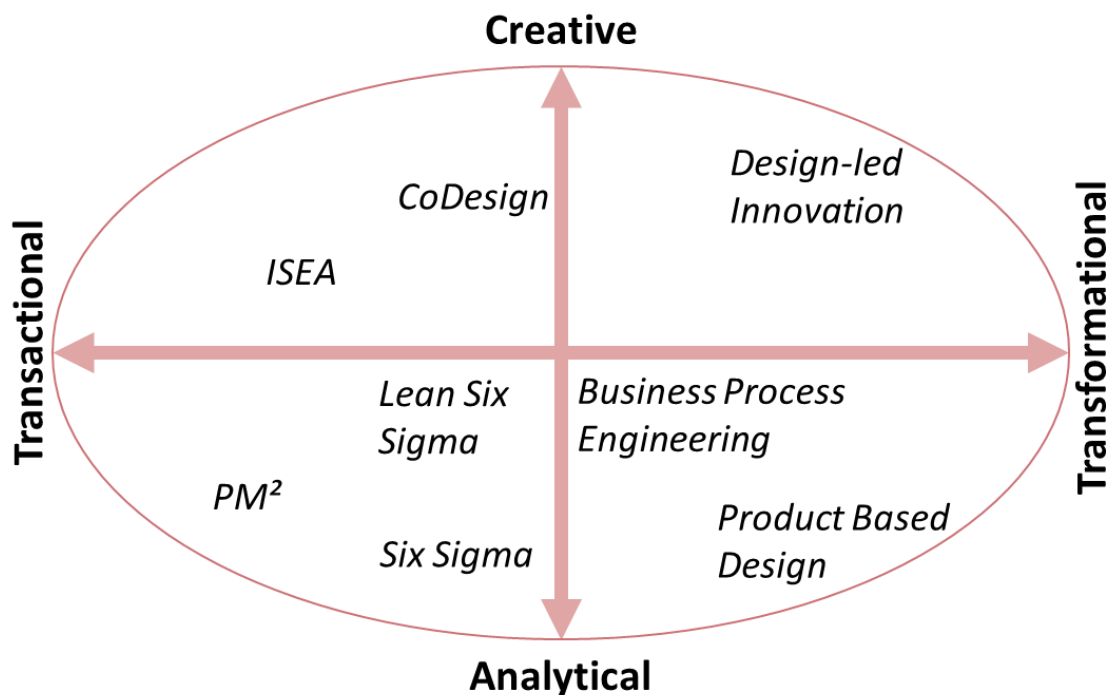 Creative
CoDesign
Design-led
Innovation
ISEA
Transactional
Transformational
Lean Six
Sigma
Business Process
Engineering
PM²
Six Sigma
Product Based
Design
Analytical